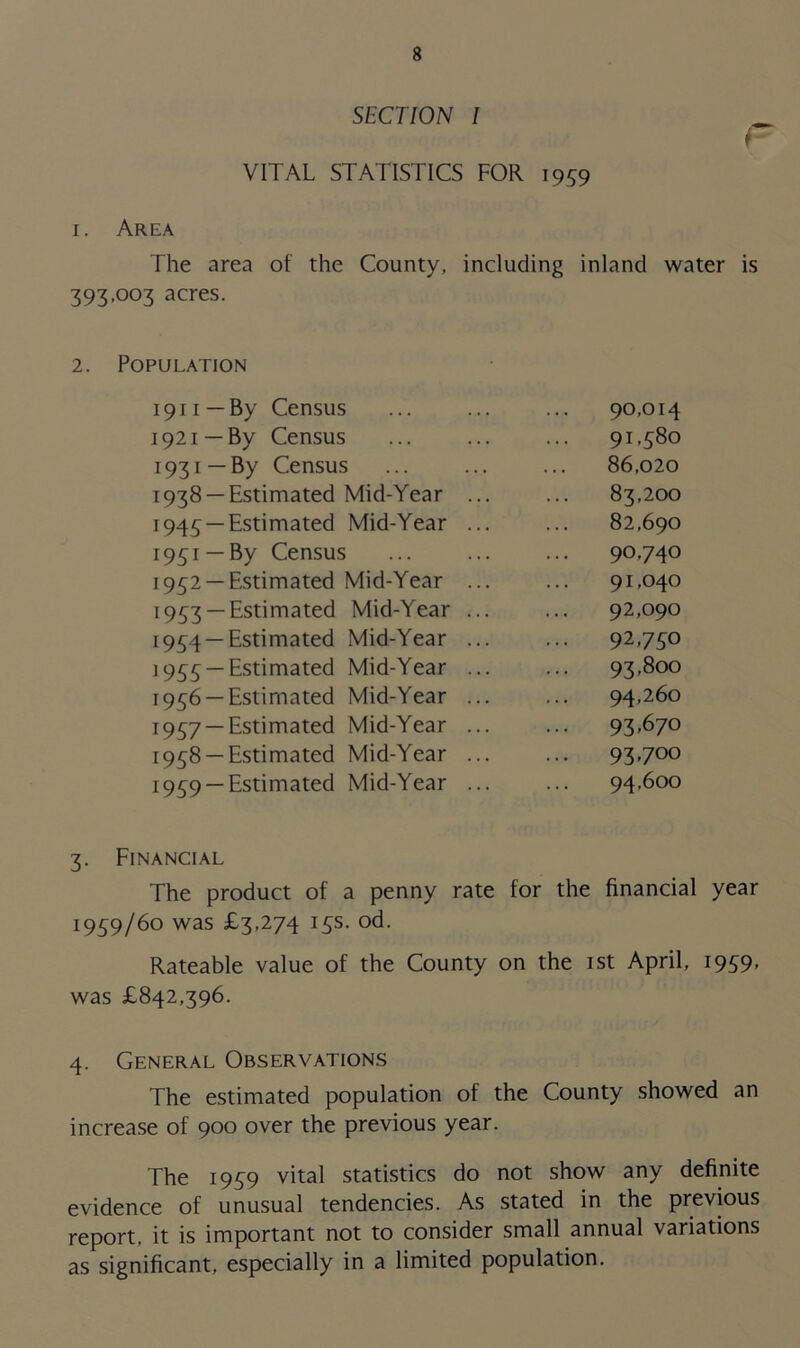 8
SECTION I
VITAL STATISTICS FOR 1959
1. AREA
The area of the County, including inland water is
393,003 acres.
2. POPULATION
1911—By Census ... ... ... 90,014
1921—By Census ... ... ... 91,580
1931—By Census ... ... ... 86,020
1938—Estimated Mid-Year ... ... 83,200
1945—Estimated Mid-Year ... ... 82,690
1951—By Census ... ... ... 90,740
1952—Estimated Mid-Year ... ... 91,040
1953—Estimated Mid-Year ... ... 92,090
1954—Estimated Mid-Year ... ... 92,750
1955—Estimated Mid-Year ... ... 93,800
1956—Estimated Mid-Year ... ... 94,260
1957—Estimated Mid-Year ... ... 93,670
1958—Estimated Mid-Year ... ... 93,700
1959—Estimated Mid-Year ... ... 94,600
3. FINANCIAL
The product of a penny rate for the financial year
1959/60 was £3,274 15s. 0d.
Rateable value of the County on the 1st April, 1959,
was £842,396.
4. GENERAL OBSERVATIONS
The estimated population of the County showed an
increase of 900 over the previous year.
The 1959 vital statistics do not show any definite
evidence of unusual tendencies. As stated in the previous
report, it is important not to consider small annual variations
as significant, especially in a limited population.